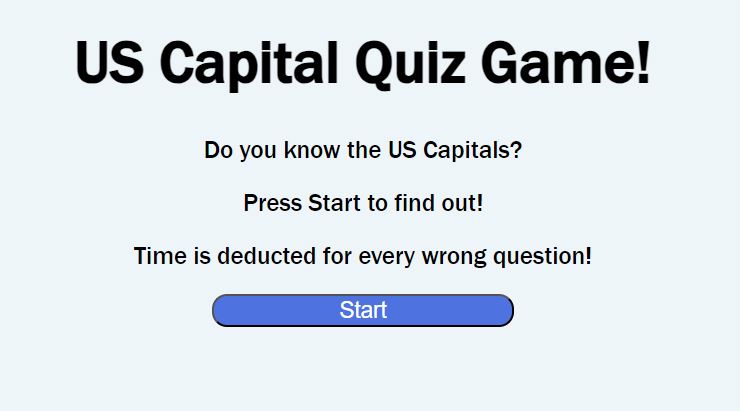 US Capital Quiz Game!
Do you know the US Capitals?
Press Start to find out!
Time is deducted for every wrong question!
Start